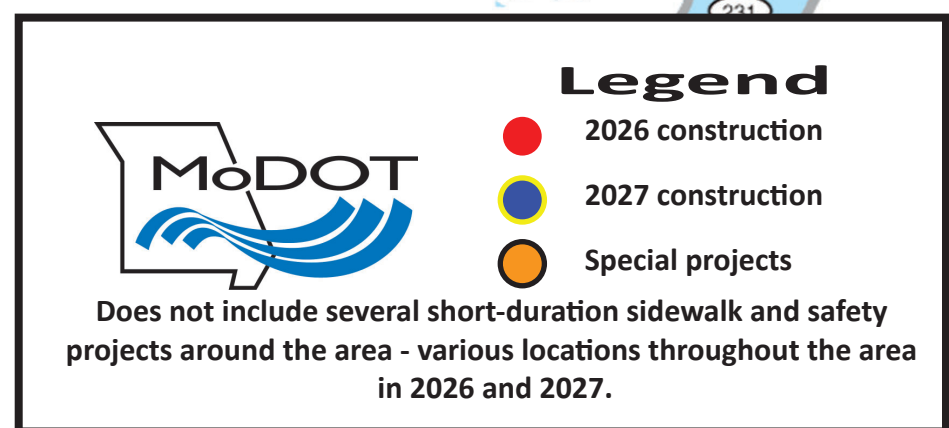 231
Legend
MoDOT
2026 construction
2027 construction
Special projects
Does not include several short-duration sidewalk and safety
projects around the area - various locations throughout the area
in 2026 and 2027.